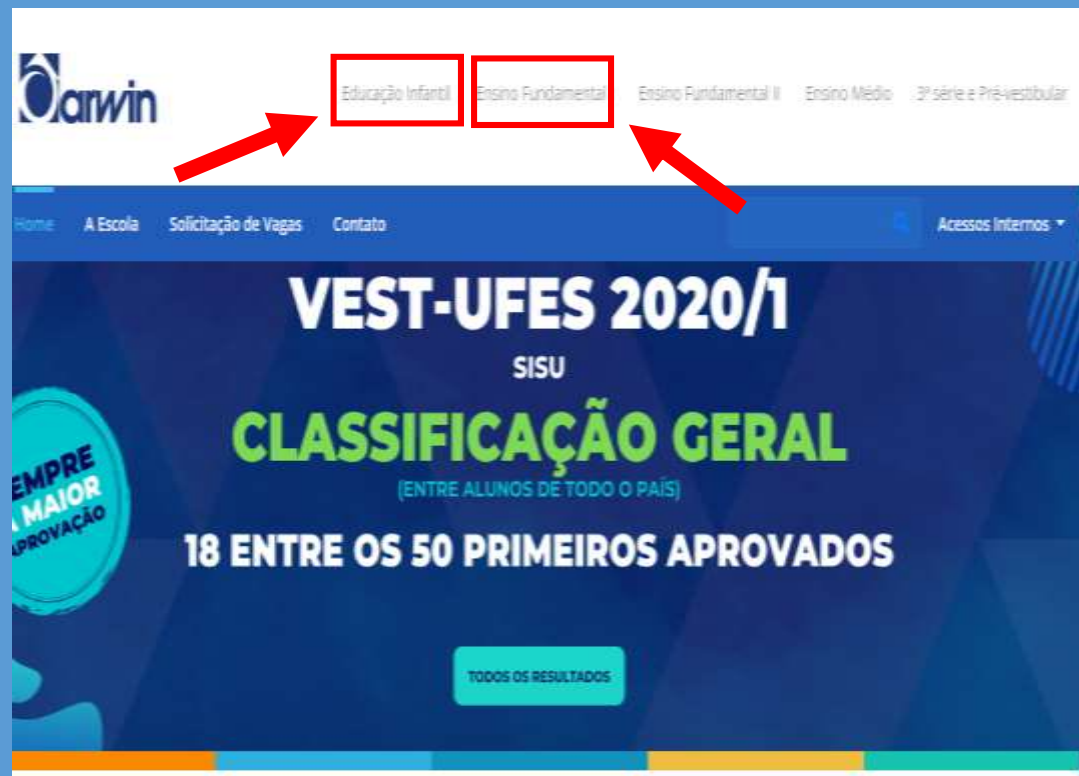 Darwin
Educação Infantil Ensino Fundamental Ensino Fundamental II Ensino Médio 3ª série e Pré-vestibular
Home A Escola Solicitação de Vagas Contato Acessos Internos
VEST-UFES 2020/1
SISU
CLASSIFICAÇÃO GERAL
(ENTRE ALUNOS DE TODO O PAÍS)
EMPRE
A MAIOR
APROVAÇÃO
18 ENTRE OS 50 PRIMEIROS APROVADOS
TODOS OS RESULTADOS